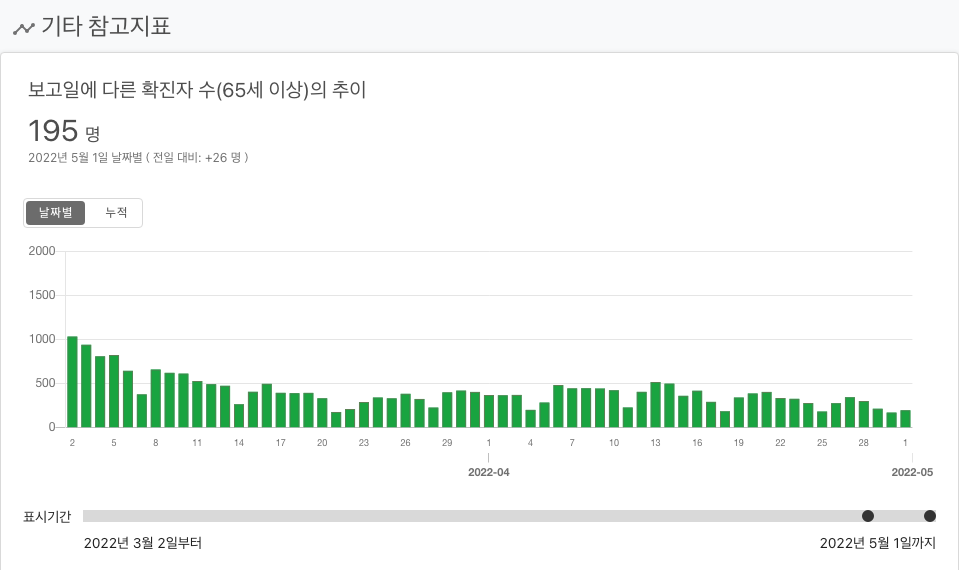 기타 참고지표
보고일에 다른 확진자 수(65세 이상)의 추이
195 명
2022년 5월 1일 날짜별 ( 전일 대비: +26 명 )
날짜별 누적
2000
1500
1000
500
0
2 5 8 11 14 17 20 23 26 29 1 4 7 10 13 16 19 22 25 28 1
2022-04 2022-05
표시기간
2022년 3월 2일부터 2022년 5월 1일까지